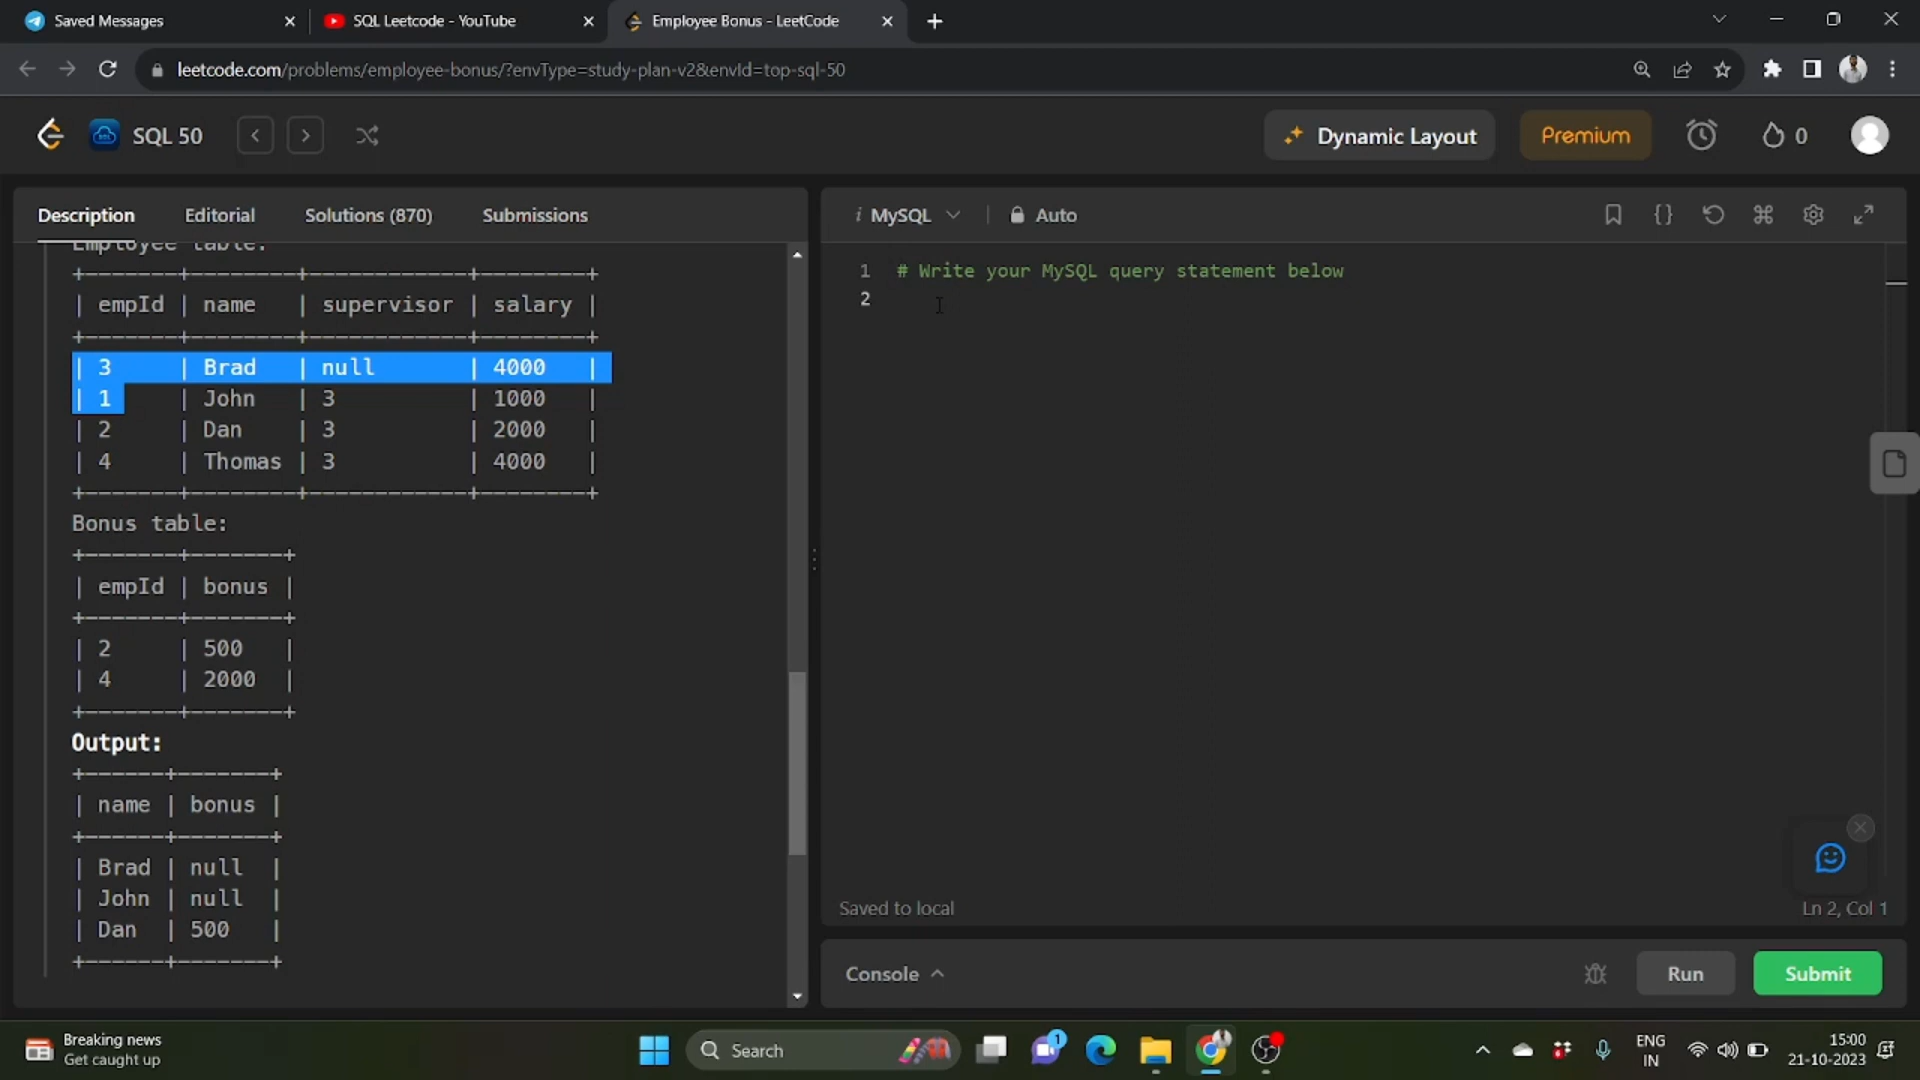 Saved Messages
SQL Leetcode - YouTube
Employee Bonus - LeetCode
leetcode.com/problems/employee-bonus/?envType=study-plan-v2&envId=top-sql-50
SQL 50
Dynamic Layout
Premium
0
Description
Editorial
Solutions (870)
Submissions
Employee table:
+-------+--------+------------+--------+
| empId | name | supervisor | salary |
+-------+--------+------------+--------+
| 3 | Brad | null | 4000 |
| 1 | John | 3 | 1000 |
| 2 | Dan | 3 | 2000 |
| 4 | Thomas | 3 | 4000 |
+-------+--------+------------+--------+
Bonus table:
+-------+-------+
| empId | bonus |
+-------+-------+
| 2 | 500 |
| 4 | 2000 |
+-------+-------+
Output:
+------+-------+
| name | bonus |
+------+-------+
| Brad | null |
| John | null |
| Dan | 500 |
+------+-------+
i MySQL
Auto
1 # Write your MySQL query statement below
2
Saved to local
Ln 2, Col 1
Console
Run
Submit
Breaking news
Get caught up
Search
1
ENG
IN
15:00
21-10-2023